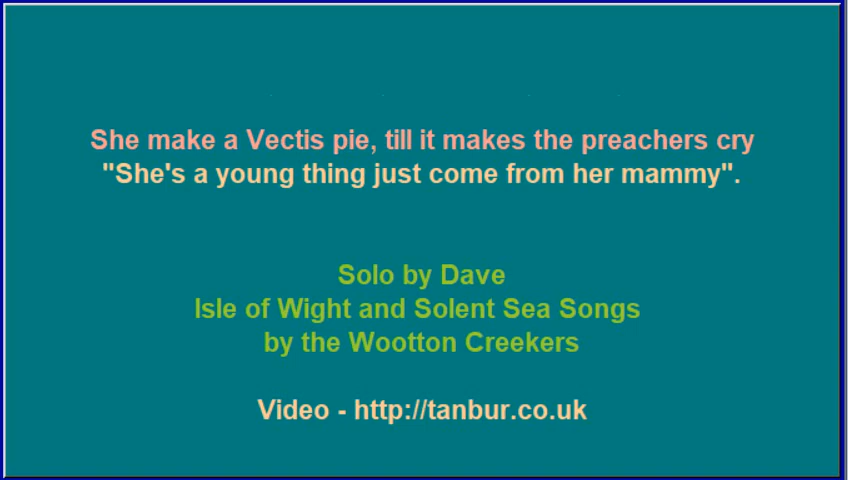 She make a Vectis pie, till it makes the preachers cry
"She's a young thing just come from her mammy".
Solo by Dave
Isle of Wight and Solent Sea Songs
by the Wootton Creekers
Video - http://tanbur.co.uk